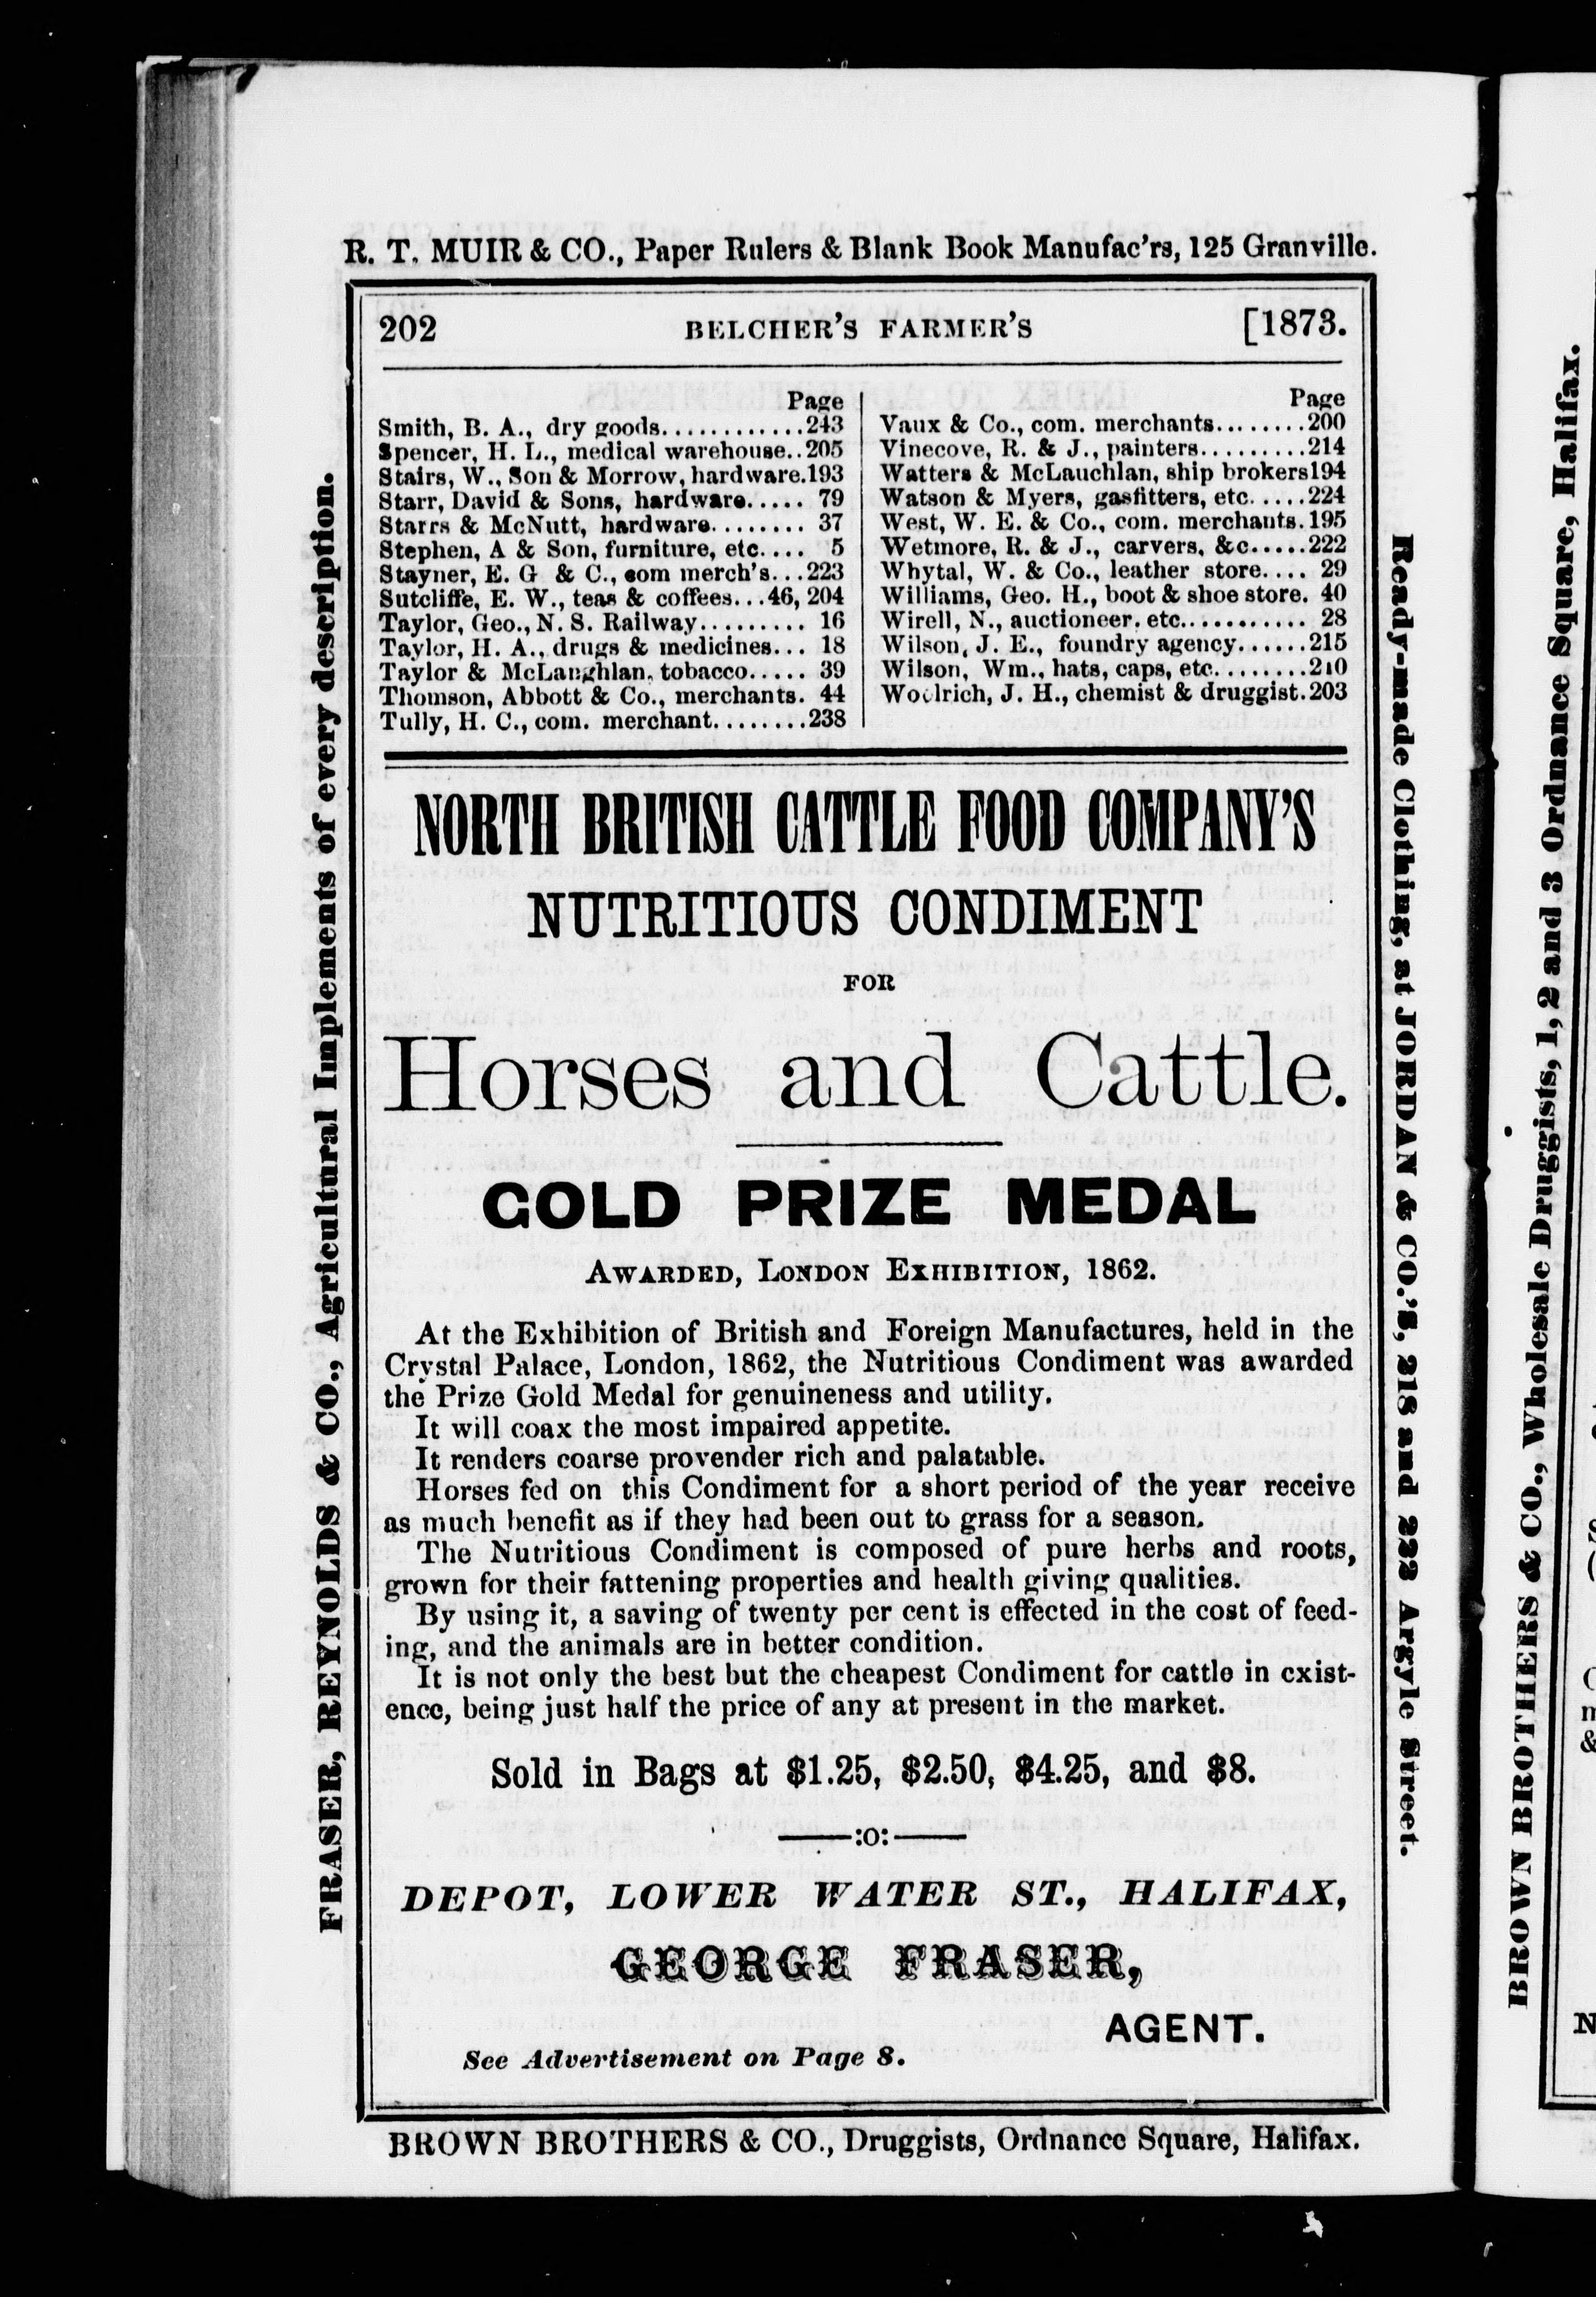 R. T. MUIR & CO., Paper Rulers & Blank Book Manufac'rs, 125 Granville.
202 BELCHER'S FARMER'S [1873.
Page
Smith, B. A., dry goods............243
Spencer, H. L., medical warehouse..205
Stairs, W., Son & Morrow, hardware.193
Starr, David & Sons, hardware..... 79
Starrs & McNutt, hardware........ 37
Stephen, A & Son, furniture, etc.... 5
Stayner, E. G & C., com merch's...223
Sutcliffe, E. W., teas & coffees...46, 204
Taylor, Geo., N. S. Railway......... 16
Taylor, H. A., drugs & medicines... 18
Taylor & McLaughlan, tobacco..... 39
Thomson, Abbott & Co., merchants. 44
Tully, H. C., com. merchant........238
Page
Vaux & Co., com. merchants........200
Vinecove, R. & J., painters.........214
Watters & McLauchlan, ship brokers194
Watson & Myers, gasfitters, etc.....224
West, W. E. & Co., com. merchants.195
Wetmore, R. & J., carvers, &c.....222
Whytal, W. & Co., leather store.... 29
Williams, Geo. H., boot & shoe store. 40
Wirell, N., auctioneer, etc........... 28
Wilson, J. E., foundry agency......215
Wilson, Wm., hats, caps, etc.........210
Woolrich, J. H., chemist & druggist.203
NORTH BRITISH CATTLE FOOD COMPANY'S
NUTRITIOUS CONDIMENT
FOR
Horses and Cattle.
GOLD PRIZE MEDAL
AWARDED, LONDON EXHIBITION, 1862.
At the Exhibition of British and Foreign Manufactures, held in the
Crystal Palace, London, 1862, the Nutritious Condiment was awarded
the Prize Gold Medal for genuineness and utility.
It will coax the most impaired appetite.
It renders coarse provender rich and palatable.
Horses fed on this Condiment for a short period of the year receive
as much benefit as if they had been out to grass for a season.
The Nutritious Condiment is composed of pure herbs and roots,
grown for their fattening properties and health giving qualities.
By using it, a saving of twenty per cent is effected in the cost of feed-
ing, and the animals are in better condition.
It is not only the best but the cheapest Condiment for cattle in exist-
ence, being just half the price of any at present in the market.
Sold in Bags at $1.25, $2.50, $4.25, and $8.
——:o:——
DEPOT, LOWER WATER ST., HALIFAX,
GEORGE FRASER,
AGENT.
See Advertisement on Page 8.
BROWN BROTHERS & CO., Druggists, Ordnance Square, Halifax.
FRASER, REYNOLDS & CO., Agricultural Implements of every description.
Ready-made Clothing, at JORDAN & CO.'S, 218 and 222 Argyle Street.
BROWN BROTHERS & CO., Wholesale Druggists, 1, 2 and 3 Ordnance Square, Halifax.